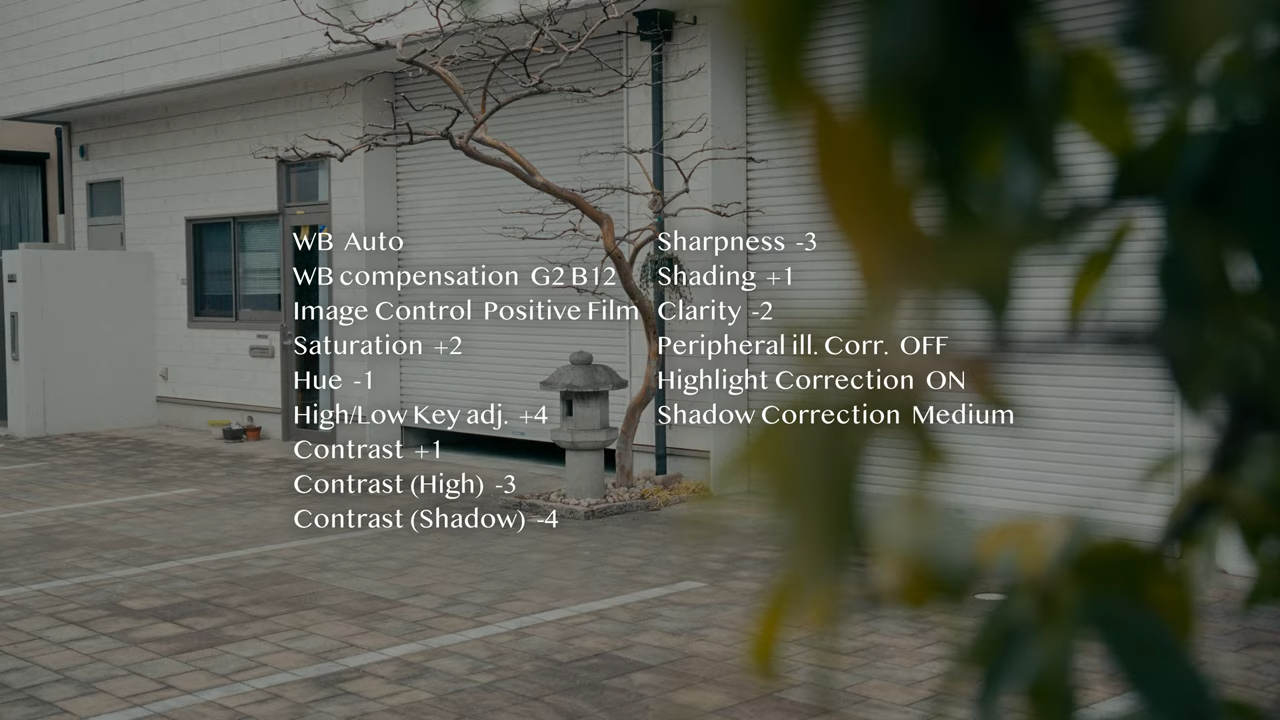 WB Auto
WB compensation G2 B12
Image Control Positive Film
Saturation +2
Hue -1
High/Low Key adj. +4
Contrast +1
Contrast (High) -3
Contrast (Shadow) -4
Sharpness -3
Shading +1
Clarity -2
Peripheral ill. Corr. OFF
Highlight Correction ON
Shadow Correction Medium